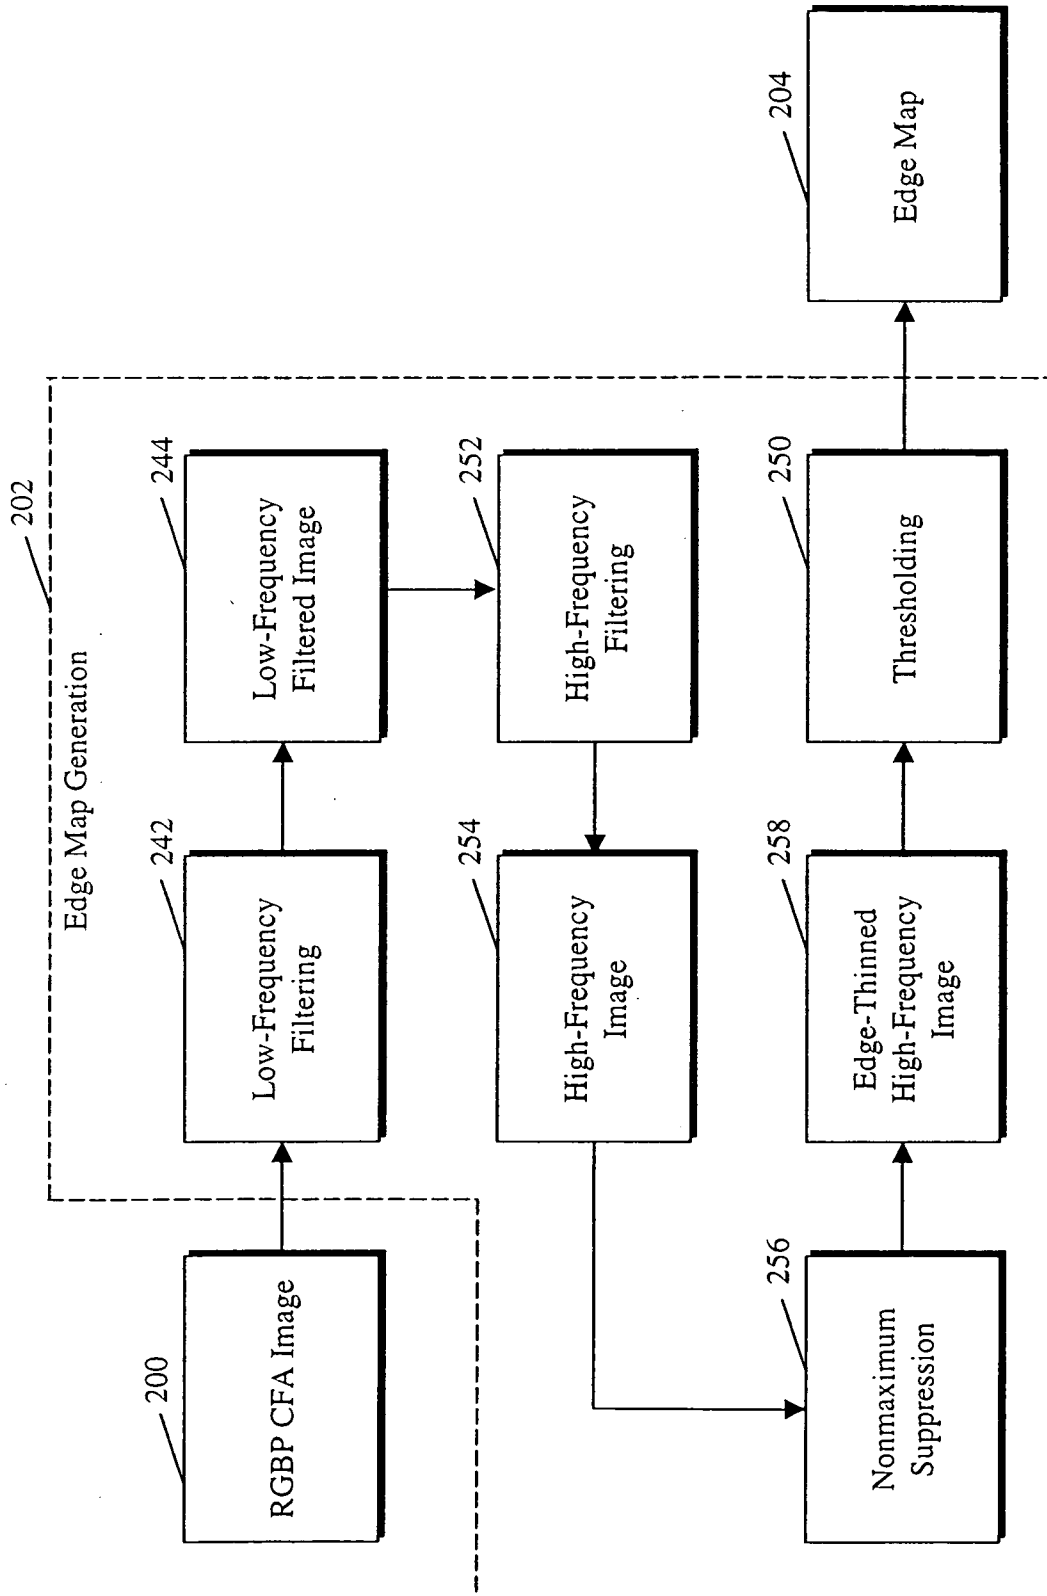 202
Edge Map Generation
200
RGBP CFA Image
242
Low-Frequency
Filtering
244
Low-Frequency
Filtered Image
254
High-Frequency
Image
252
High-Frequency
Filtering
256
Nonmaximum
Suppression
258
Edge-Thinned
High-Frequency
Image
250
Thresholding
204
Edge Map